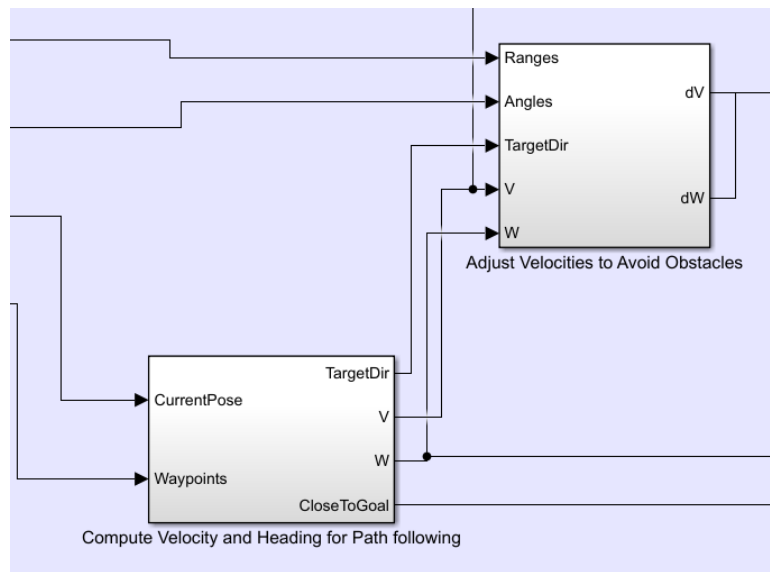 Ranges
Angles
TargetDir
V
W
dV
dW
Adjust Velocities to Avoid Obstacles
CurrentPose
Waypoints
TargetDir
V
W
CloseToGoal
Compute Velocity and Heading for Path following